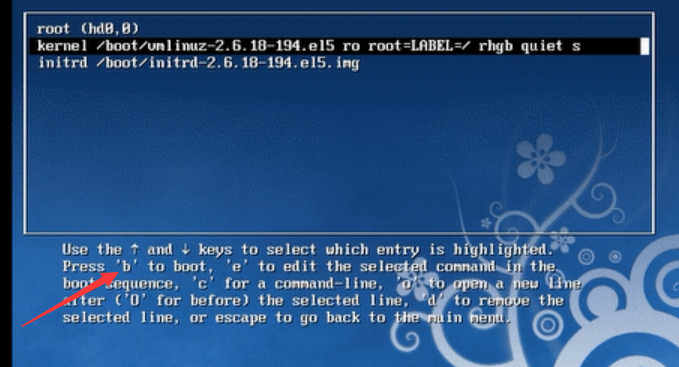 root (hd0,0)
kernel /boot/vmlinuz-2.6.18-194.el5 ro root=LABEL=/ rhgb quiet s
initrd /boot/initrd-2.6.18-194.el5.img
Use the ↑ and ↓ keys to select which entry is highlighted.
Press 'b' to boot, 'e' to edit the selected command in the
boot sequence, 'c' for a command-line, 'o' to open a new line
after ('O' for before) the selected line, 'd' to remove the
selected line, or escape to go back to the main menu.